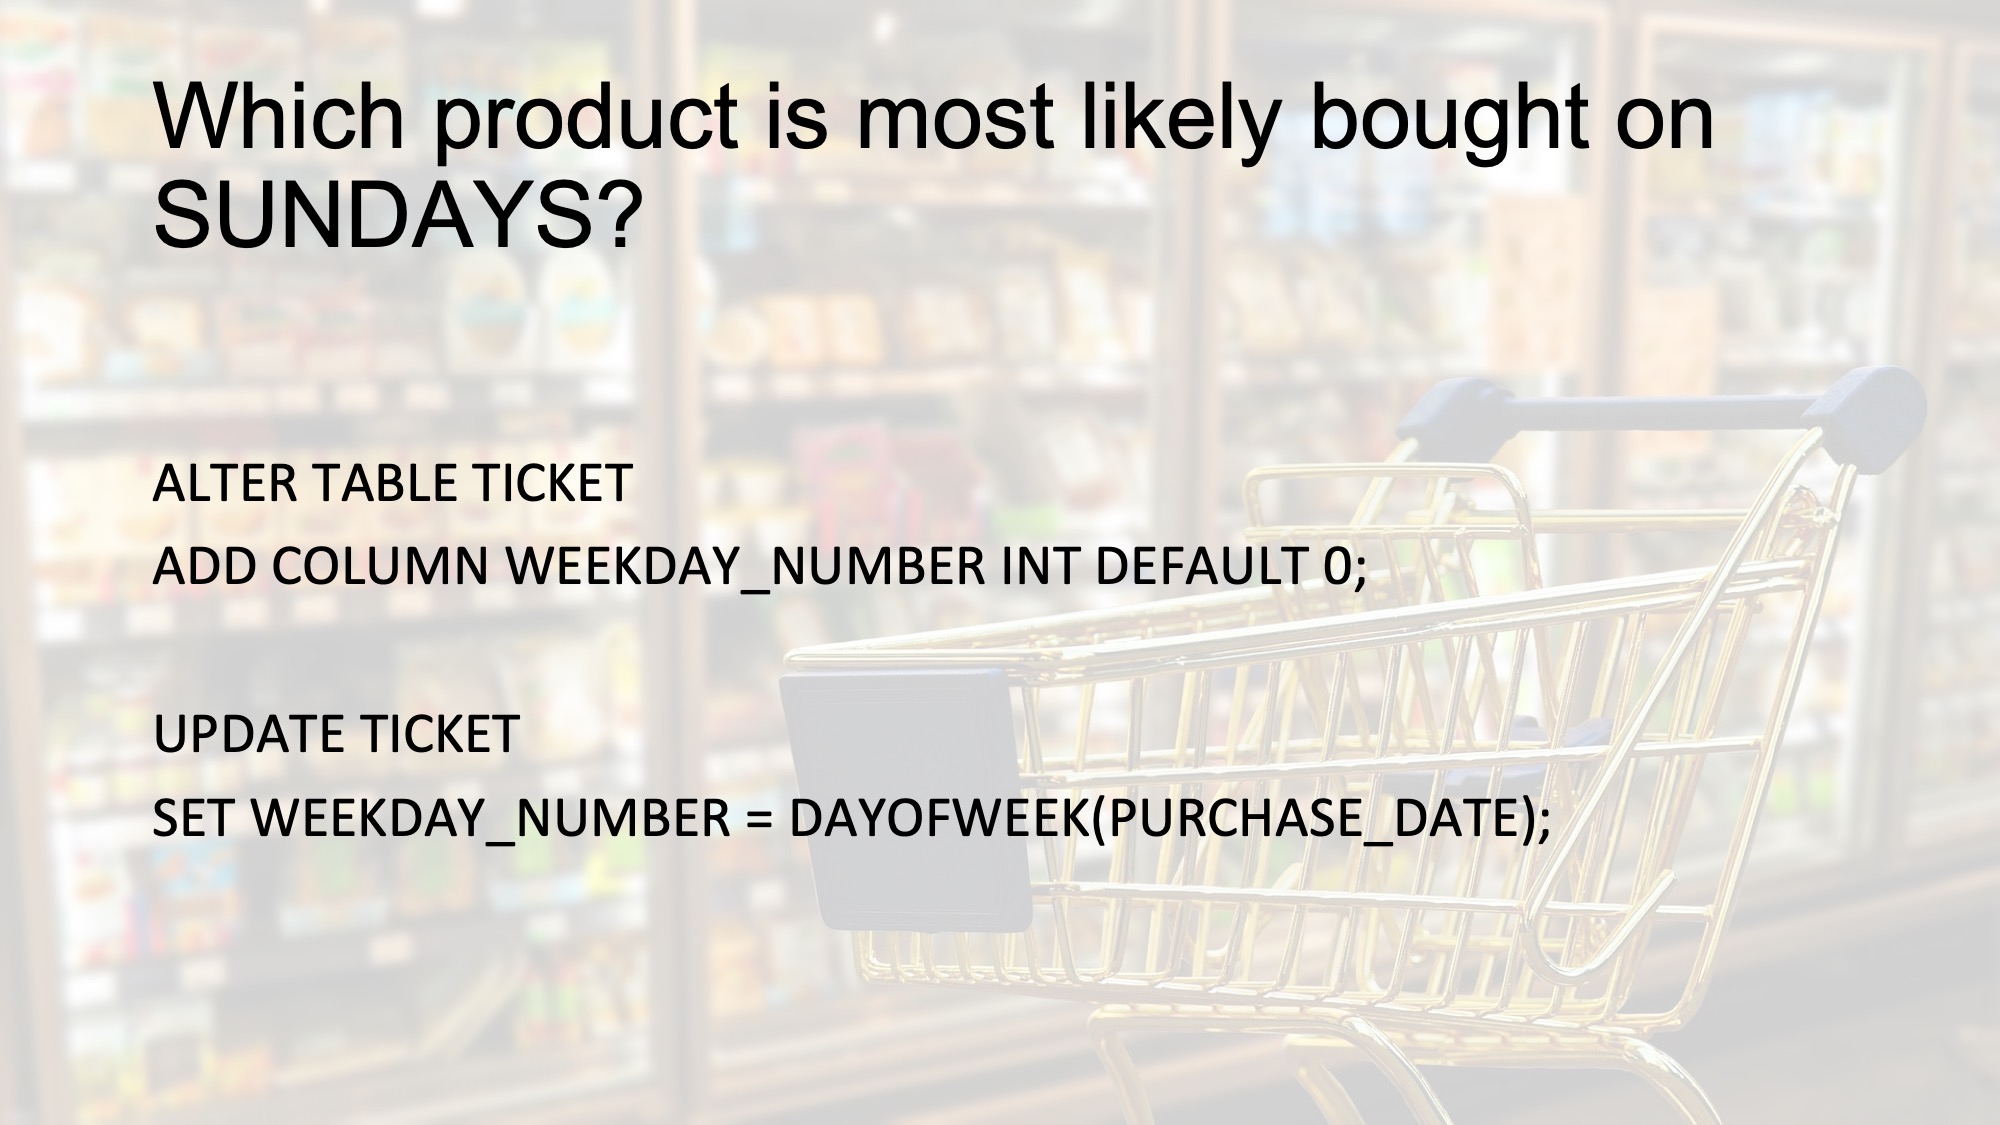 Which product is most likely bought on
SUNDAYS?
ALTER TABLE TICKET
ADD COLUMN WEEKDAY_NUMBER INT DEFAULT 0;
UPDATE TICKET
SET WEEKDAY_NUMBER = DAYOFWEEK(PURCHASE_DATE);